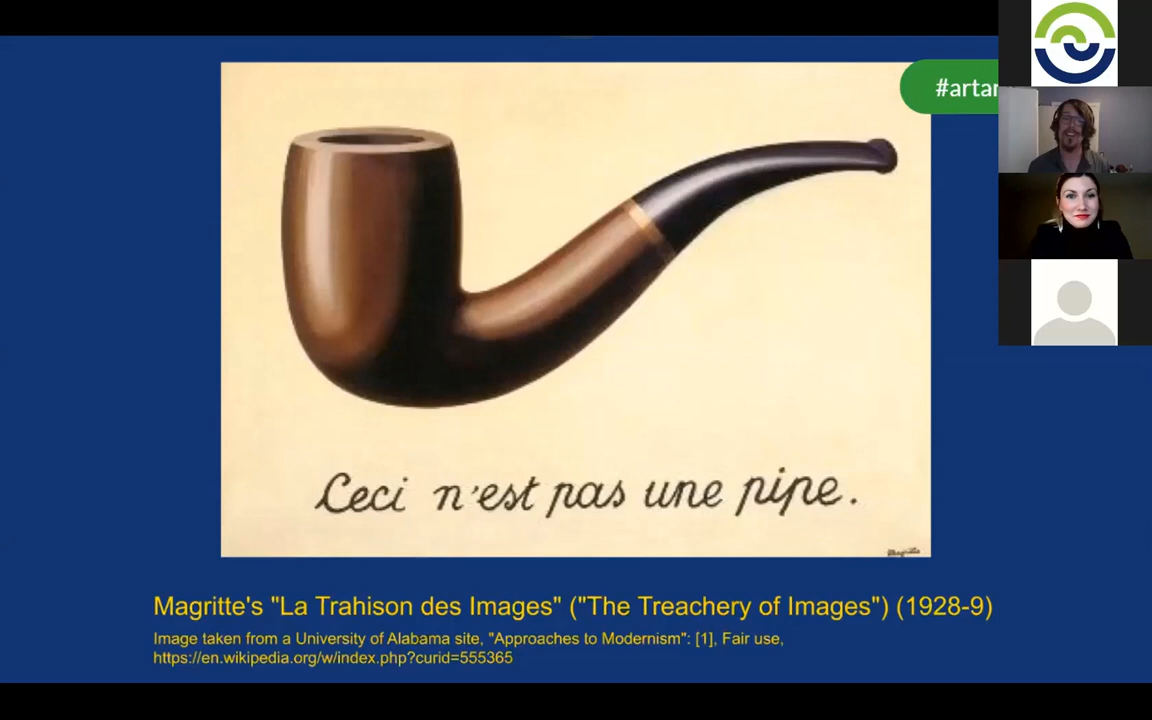 #artar
Ceci n'est pas une pipe.
Magritte
Magritte's "La Trahison des Images" ("The Treachery of Images") (1928-9)
Image taken from a University of Alabama site, "Approaches to Modernism": [1], Fair use,
https://en.wikipedia.org/w/index.php?curid=555365